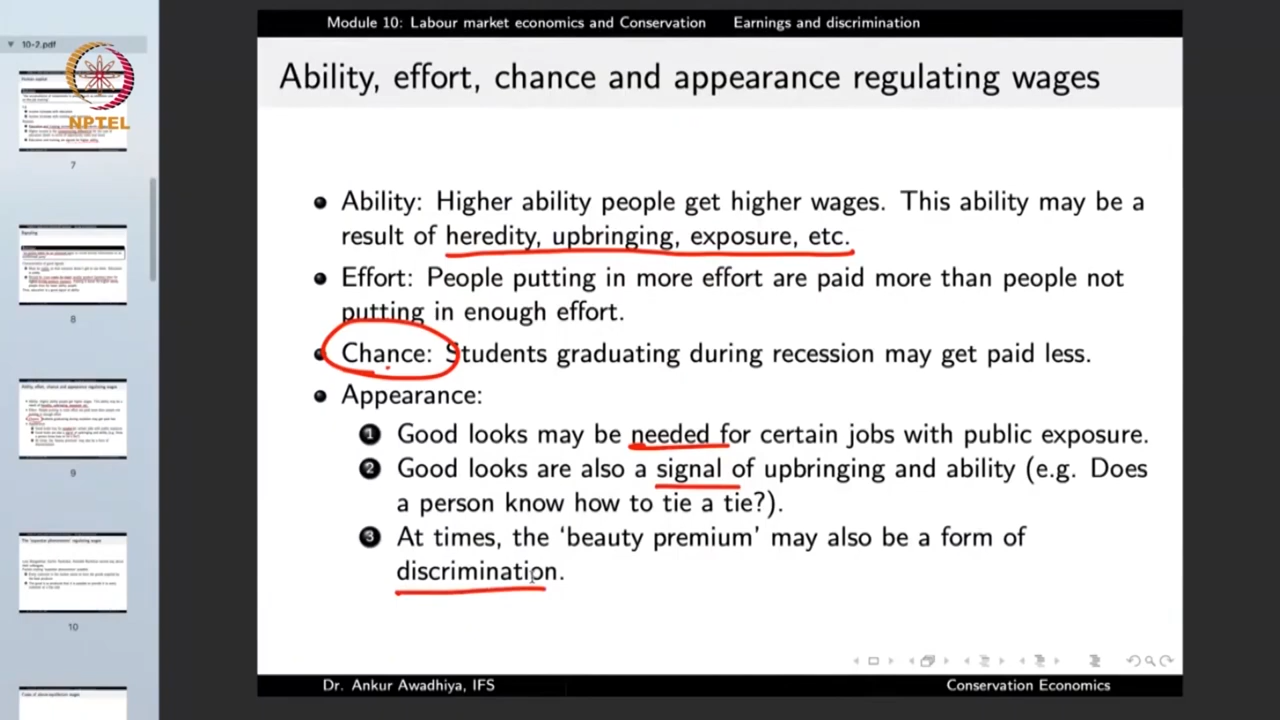 Module 10: Labour market economics and Conservation Earnings and discrimination
10-2.pdf
NPTEL
7
8
9
10
Ability, effort, chance and appearance regulating wages
Ability: Higher ability people get higher wages. This ability may be a
result of heredity, upbringing, exposure, etc.
Effort: People putting in more effort are paid more than people not
putting in enough effort.
Chance: Students graduating during recession may get paid less.
Appearance:
1 Good looks may be needed for certain jobs with public exposure.
2 Good looks are also a signal of upbringing and ability (e.g. Does
a person know how to tie a tie?).
3 At times, the ‘beauty premium’ may also be a form of
discrimination.
Dr. Ankur Awadhiya, IFS Conservation Economics